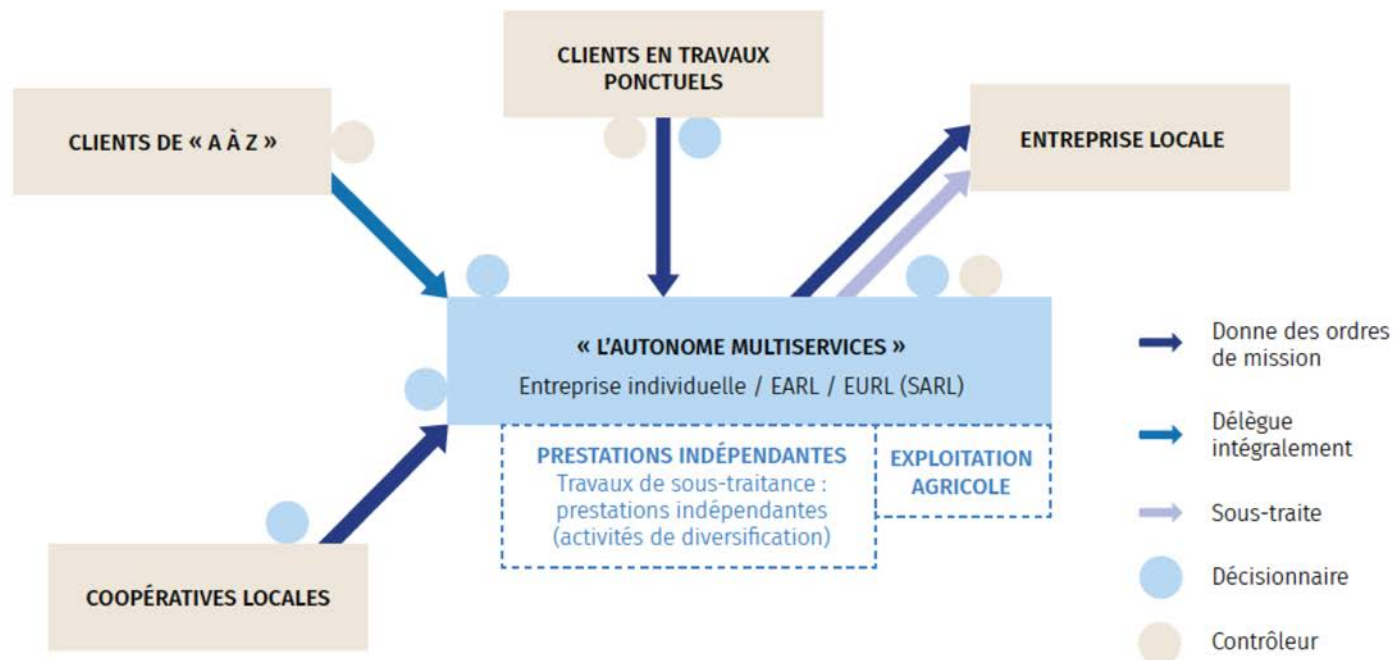 CLIENTS EN TRAVAUX
PONCTUELS
CLIENTS DE « A À Z »
ENTREPRISE LOCALE
« L’AUTONOME MULTISERVICES »
Entreprise individuelle / EARL / EURL (SARL)
PRESTATIONS INDÉPENDANTES
Travaux de sous-traitance :
prestations indépendantes
(activités de diversification)
EXPLOITATION
AGRICOLE
COOPÉRATIVES LOCALES
Donne des ordres
de mission
Délègue
intégralement
Sous-traite
Décisionnaire
Contrôleur